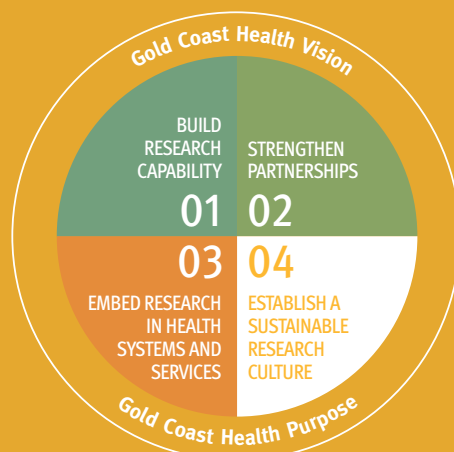 Gold Coast Health Vision
BUILD
RESEARCH
CAPABILITY
01
STRENGTHEN
PARTNERSHIPS
02
03
EMBED RESEARCH
IN HEALTH
SYSTEMS AND
SERVICES
04
ESTABLISH A
SUSTAINABLE
RESEARCH
CULTURE
Gold Coast Health Purpose